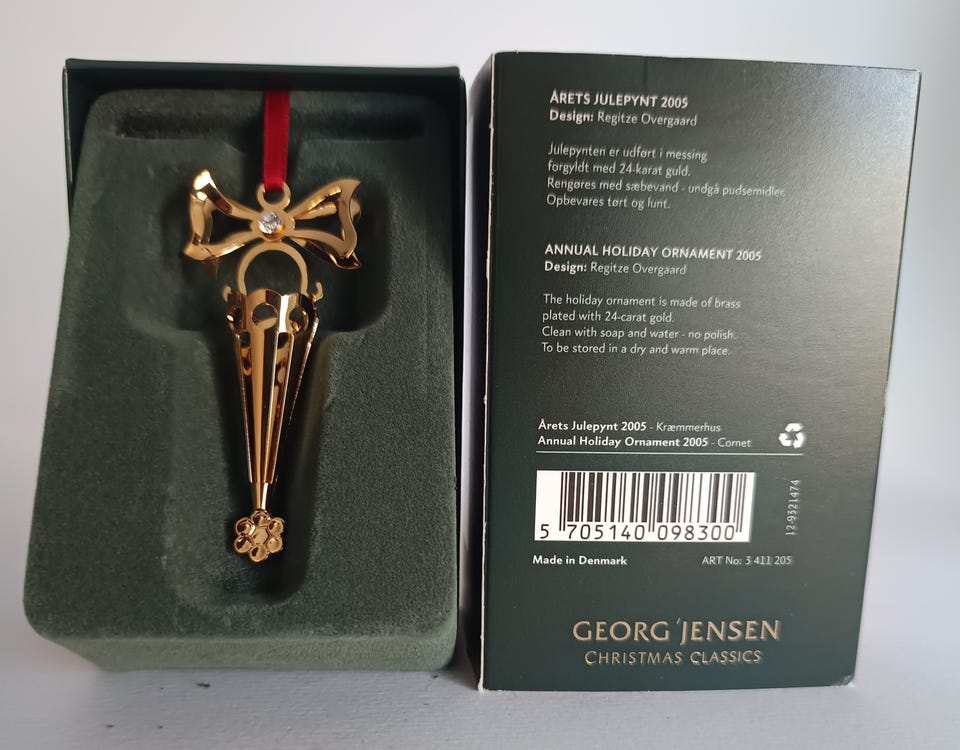 ÅRETS JULEPYNT 2005
Design: Regitze Overgaard
Julepynten er udført i messing
forgyldt med 24-karat guld.
Rengøres med sæbevand - undgå pudsemidler.
Opbevares tørt og lunt.
ANNUAL HOLIDAY ORNAMENT 2005
Design: Regitze Overgaard
The holiday ornament is made of brass
plated with 24-carat gold.
Clean with soap and water - no polish.
To be stored in a dry and warm place.
Årets Julepynt 2005 - Kræmmerhus
Annual Holiday Ornament 2005 - Cornet
5 705140 098300
12-9321474
Made in Denmark ART No: 3 411 205
GEORG JENSEN
CHRISTMAS CLASSICS